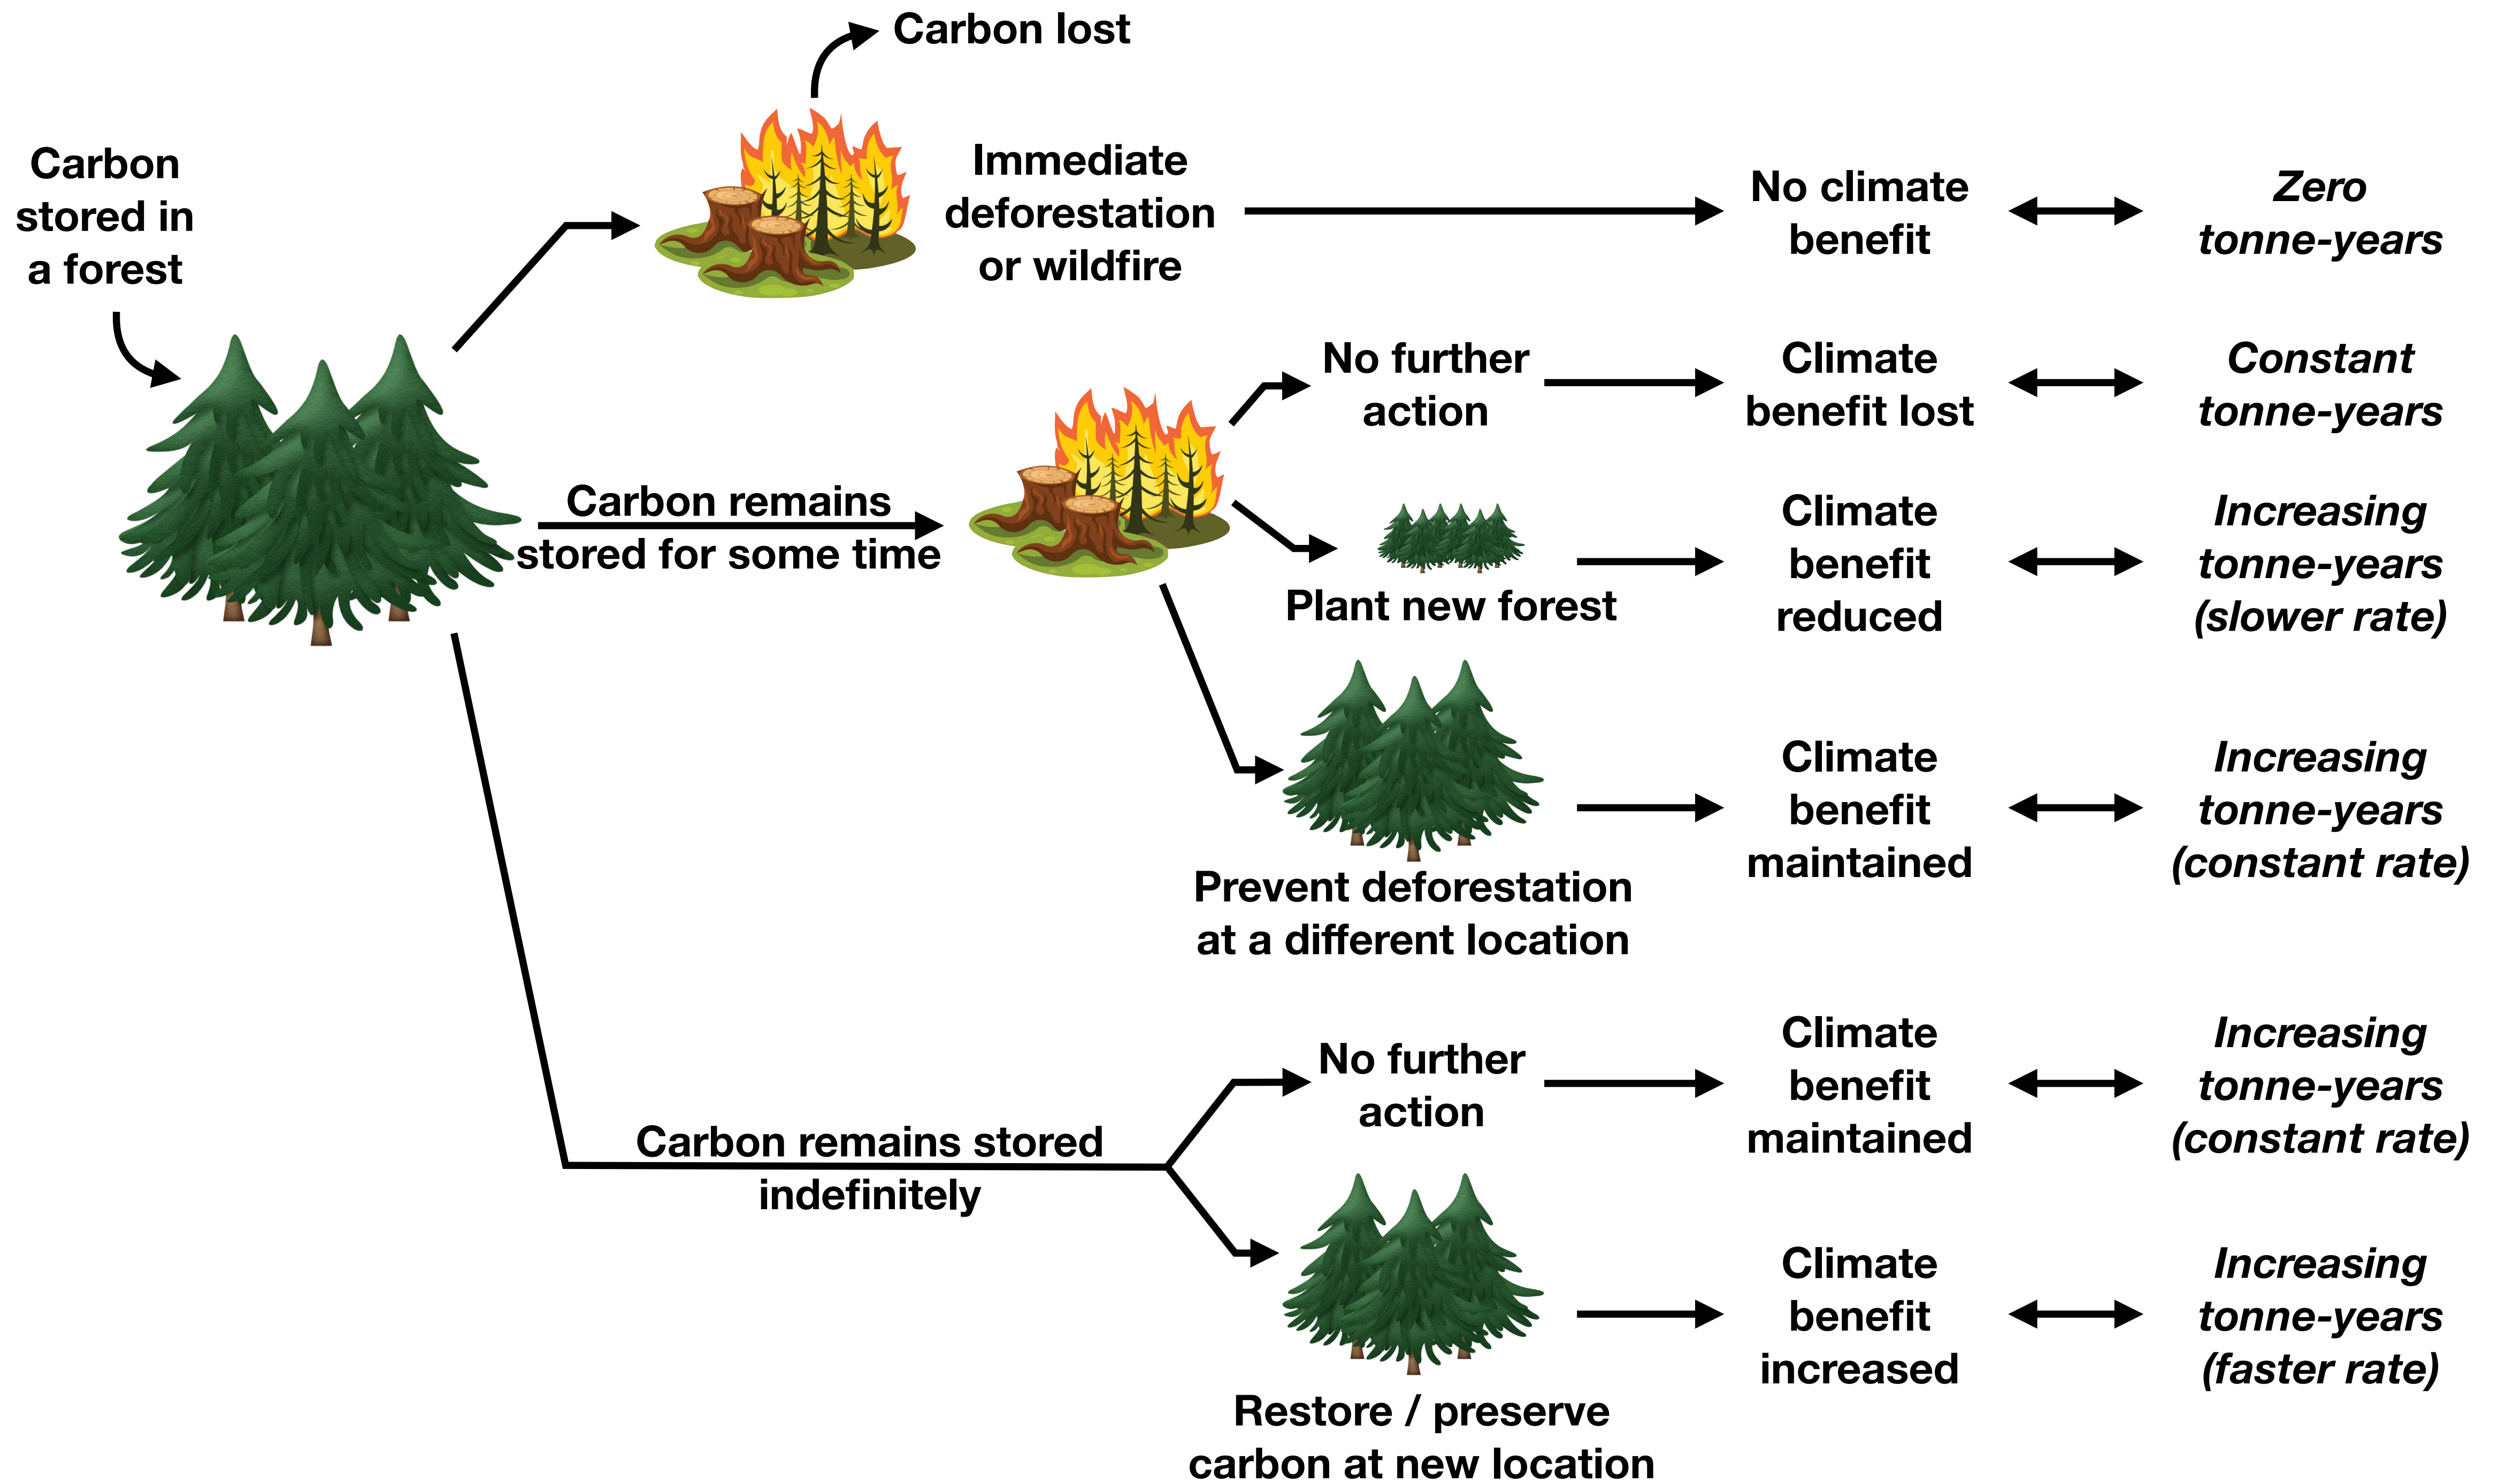 Carbon lost
Carbon
stored in
a forest
Immediate
deforestation
or wildfire
No climate
benefit
Zero
tonne-years
Carbon remains
stored for some time
No further
action
Climate
benefit lost
Constant
tonne-years
Plant new forest
Climate
benefit
reduced
Increasing
tonne-years
(slower rate)
Prevent deforestation
at a different location
Climate
benefit
maintained
Increasing
tonne-years
(constant rate)
Carbon remains stored
indefinitely
No further
action
Climate
benefit
maintained
Increasing
tonne-years
(constant rate)
Restore / preserve
carbon at new location
Climate
benefit
increased
Increasing
tonne-years
(faster rate)